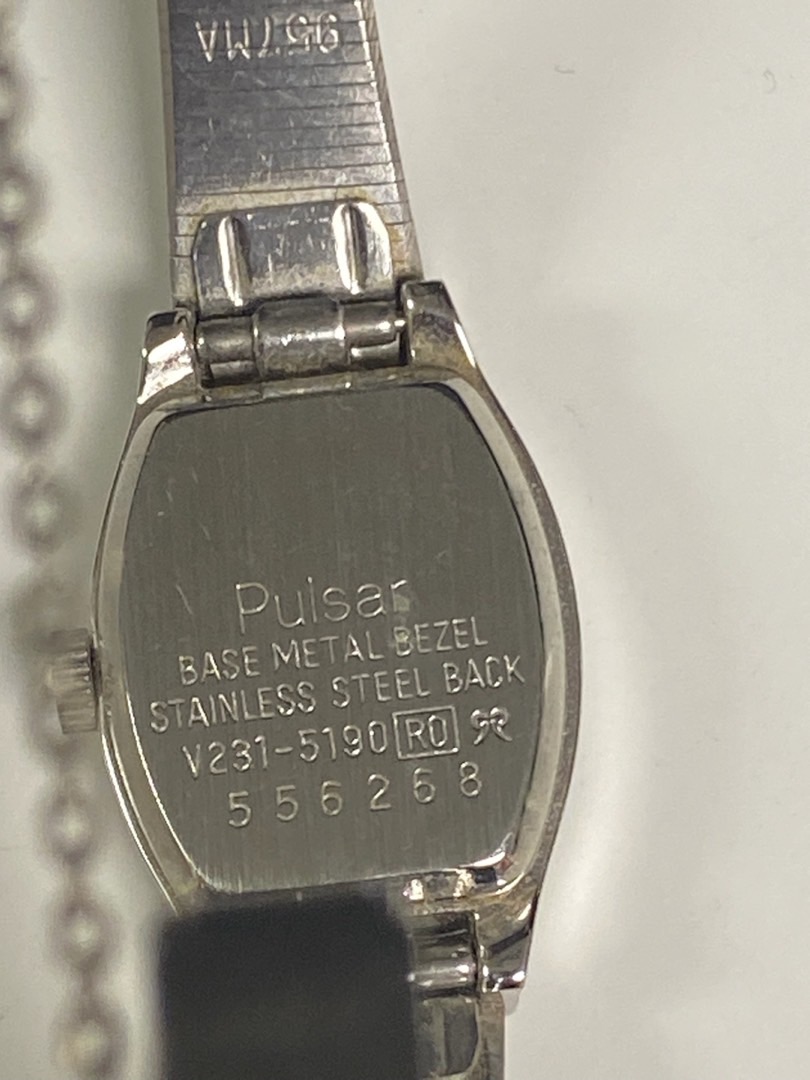 Pulsar
BASE METAL BEZEL
STAINLESS STEEL BACK
V231-5190 R0
556268